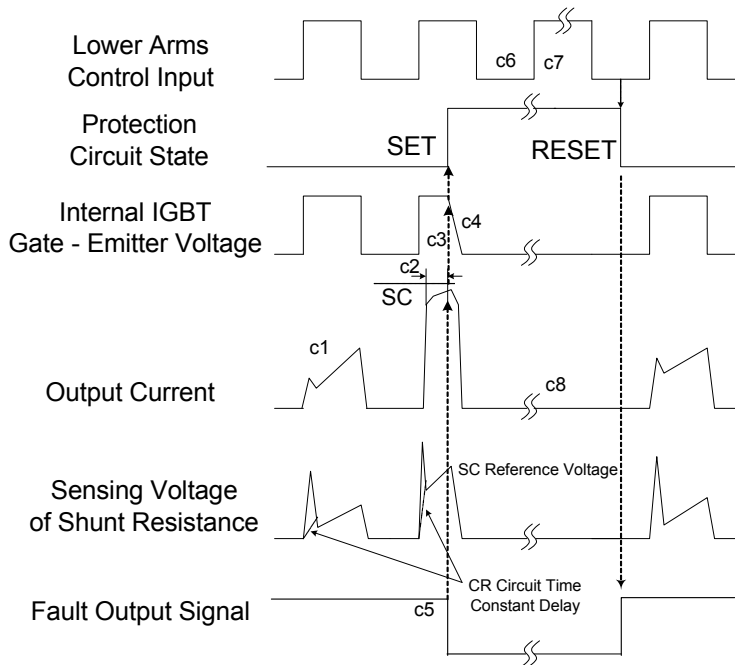 Lower Arms
Control Input
c6
c7
Protection
Circuit State
SET
RESET
Internal IGBT
Gate - Emitter Voltage
c4
c3
c2
SC
c1
Output Current
c8
SC Reference Voltage
Sensing Voltage
of Shunt Resistance
CR Circuit Time
Constant Delay
Fault Output Signal
c5